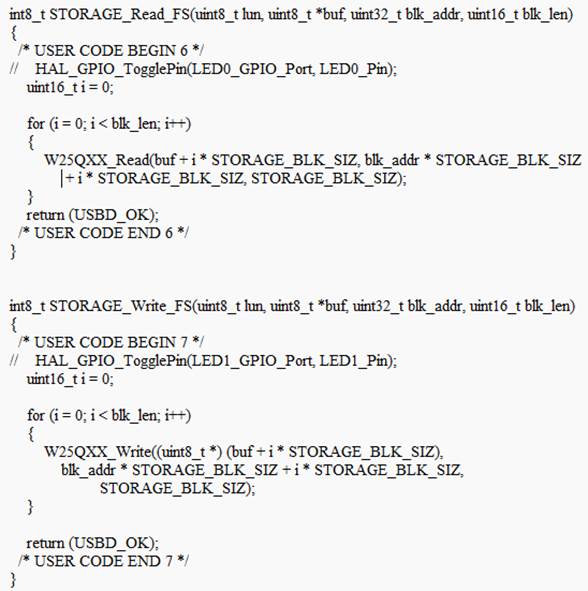 int8_t STORAGE_Read_FS(uint8_t lun, uint8_t *buf, uint32_t blk_addr, uint16_t blk_len)
{
/* USER CODE BEGIN 6 */
// HAL_GPIO_TogglePin(LED0_GPIO_Port, LED0_Pin);
uint16_t i = 0;
for (i = 0; i < blk_len; i++)
{
W25QXX_Read(buf + i * STORAGE_BLK_SIZ, blk_addr * STORAGE_BLK_SIZ
+ i * STORAGE_BLK_SIZ, STORAGE_BLK_SIZ);
}
return (USBD_OK);
/* USER CODE END 6 */
}
int8_t STORAGE_Write_FS(uint8_t lun, uint8_t *buf, uint32_t blk_addr, uint16_t blk_len)
{
/* USER CODE BEGIN 7 */
// HAL_GPIO_TogglePin(LED1_GPIO_Port, LED1_Pin);
uint16_t i = 0;
for (i = 0; i < blk_len; i++)
{
W25QXX_Write((uint8_t *) (buf + i * STORAGE_BLK_SIZ),
blk_addr * STORAGE_BLK_SIZ + i * STORAGE_BLK_SIZ,
STORAGE_BLK_SIZ);
}
return (USBD_OK);
/* USER CODE END 7 */
}